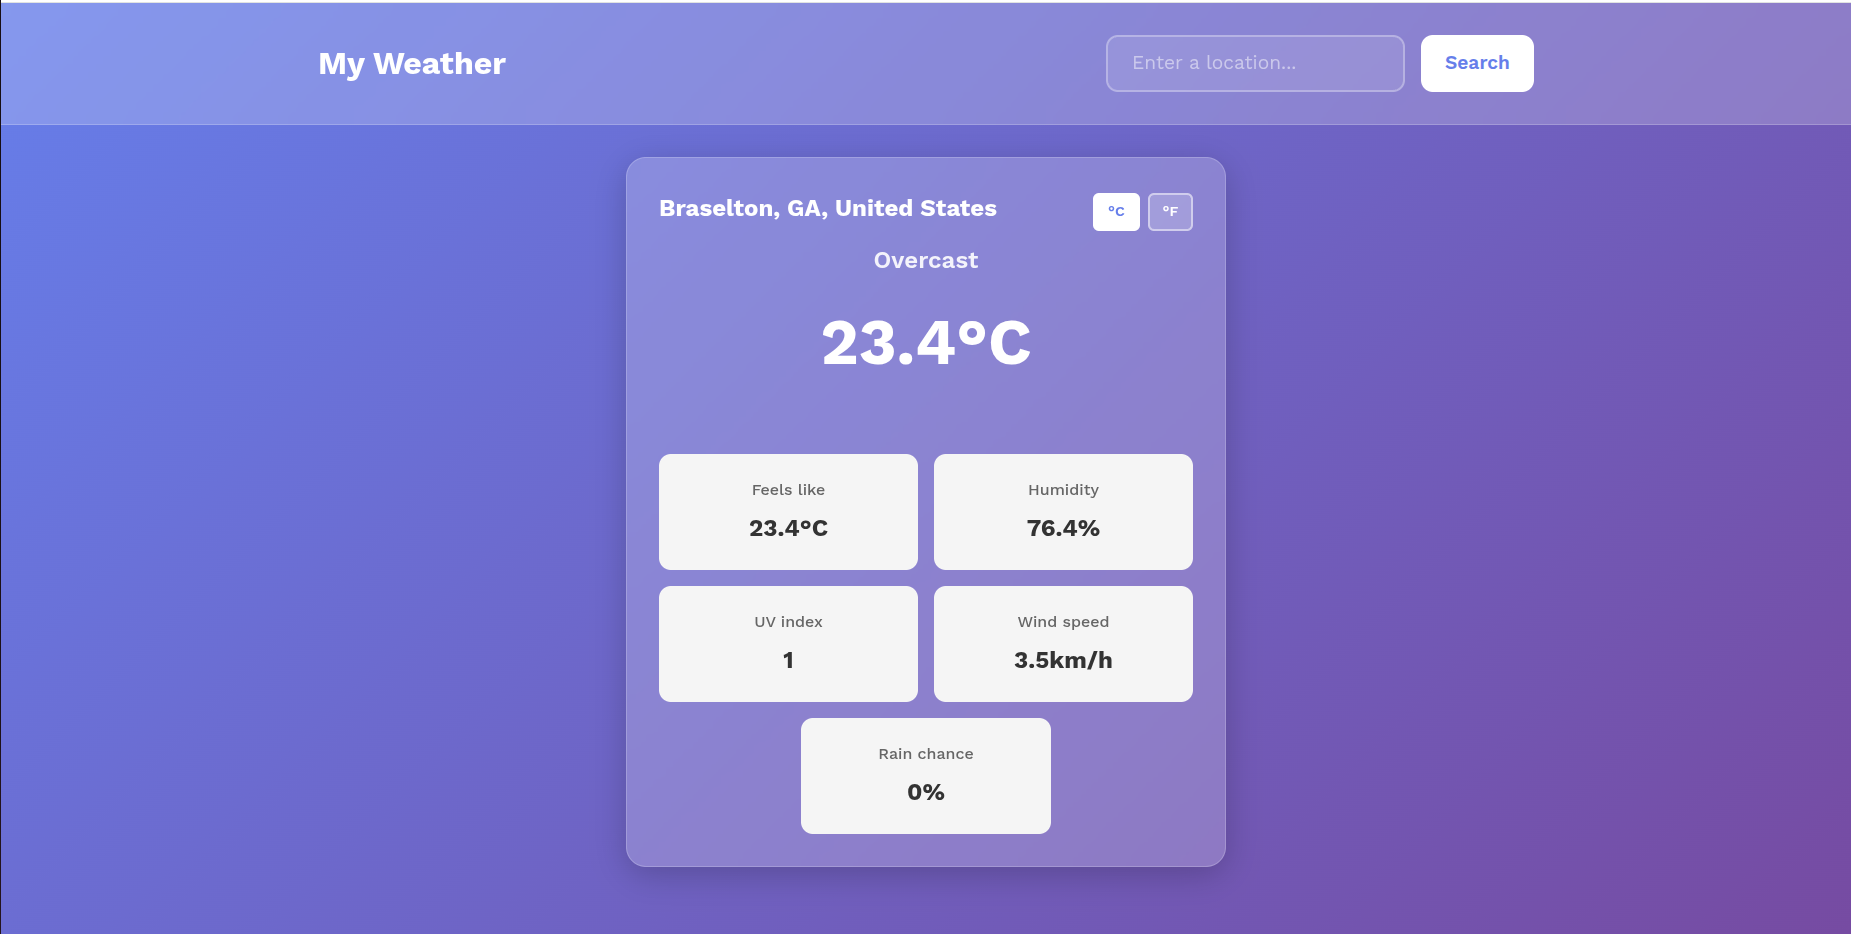 My Weather
Enter a location...
Search
Braselton, GA, United States
°C
°F
Overcast
23.4°C
Feels like
23.4°C
Humidity
76.4%
UV index
1
Wind speed
3.5km/h
Rain chance
0%